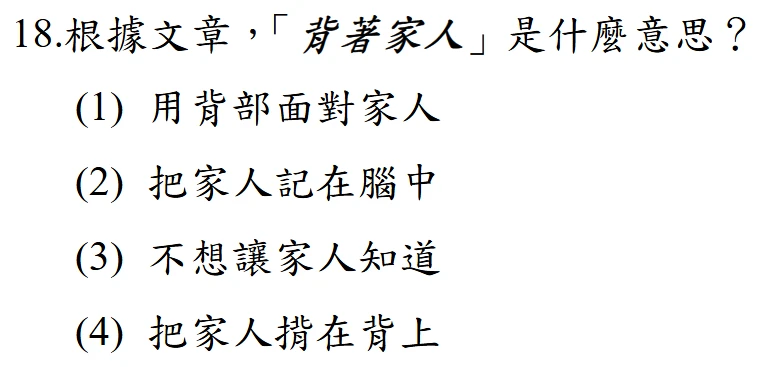 18.根據文章，「背著家人」是什麼意思？
(1) 用背部面對家人
(2) 把家人記在腦中
(3) 不想讓家人知道
(4) 把家人揹在背上